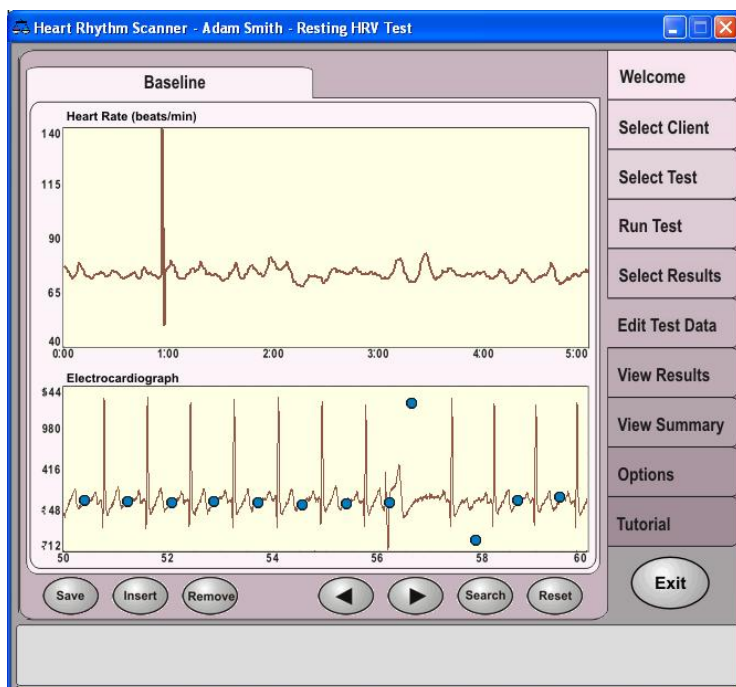 Heart Rhythm Scanner - Adam Smith - Resting HRV Test
Baseline
Heart Rate (beats/min)
140
115
90
65
40
0:00 1:00 2:00 3:00 4:00 5:00
Electrocardiograph
544
980
416
48
712
50 52 54 56 58 60
Save Insert Remove Search Reset
Welcome
Select Client
Select Test
Run Test
Select Results
Edit Test Data
View Results
View Summary
Options
Tutorial
Exit